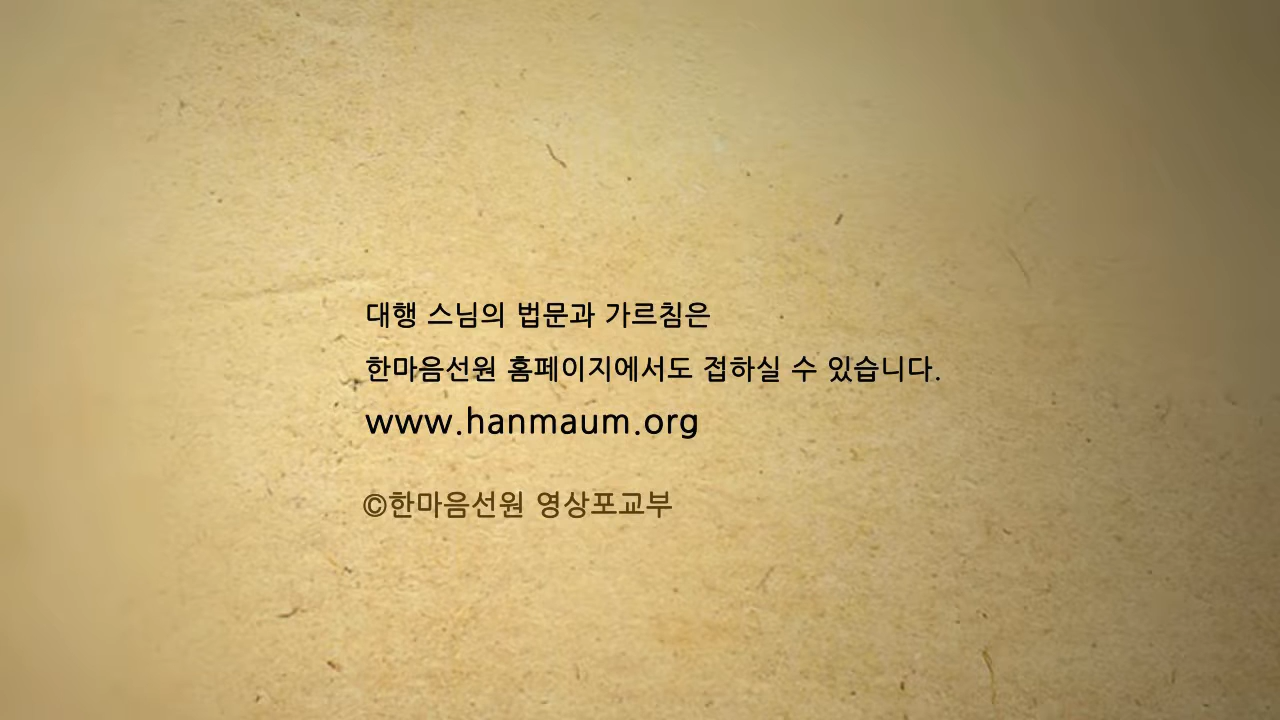 대행 스님의 법문과 가르침은
한마음선원 홈페이지에서도 접하실 수 있습니다.
www.hanmaum.org
©한마음선원 영상포교부